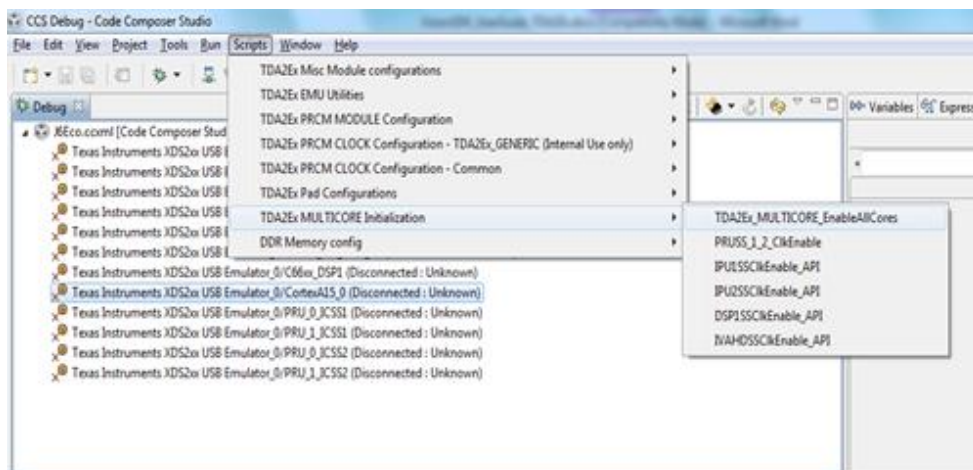 CCS Debug - Code Composer Studio
File Edit View Project Tools Run Scripts Window Help
TDA2Ex Misc Module configurations
TDA2Ex EMU Utilities
TDA2Ex PRCM MODULE Configuration
TDA2Ex PRCM CLOCK Configuration - TDA2Ex_GENERIC (Internal Use only)
TDA2Ex PRCM CLOCK Configuration - Common
TDA2Ex Pad Configurations
TDA2Ex MULTICORE Initialization
DDR Memory config
TDA2Ex_MULTICORE_EnableAllCores
PRUSS_1_2_ClkEnable
IPU1SSClkEnable_API
IPU2SSClkEnable_API
DSP1SSClkEnable_API
IVAHDSSClkEnable_API
Debug
Variables Expres
J6Eco.ccxml [Code Composer Stud
Texas Instruments XDS2xx USB E
Texas Instruments XDS2xx USB E
Texas Instruments XDS2xx USB E
Texas Instruments XDS2xx USB E
Texas Instruments XDS2xx USB E
Texas Instruments XDS2xx USB E
Texas Instruments XDS2xx USB Emulator_0/C66xx_DSP1 (Disconnected : Unknown)
Texas Instruments XDS2xx USB Emulator_0/CortexA15_0 (Disconnected : Unknown)
Texas Instruments XDS2xx USB Emulator_0/PRU_0_ICSS1 (Disconnected : Unknown)
Texas Instruments XDS2xx USB Emulator_0/PRU_1_ICSS1 (Disconnected : Unknown)
Texas Instruments XDS2xx USB Emulator_0/PRU_0_ICSS2 (Disconnected : Unknown)
Texas Instruments XDS2xx USB Emulator_0/PRU_1_ICSS2 (Disconnected : Unknown)